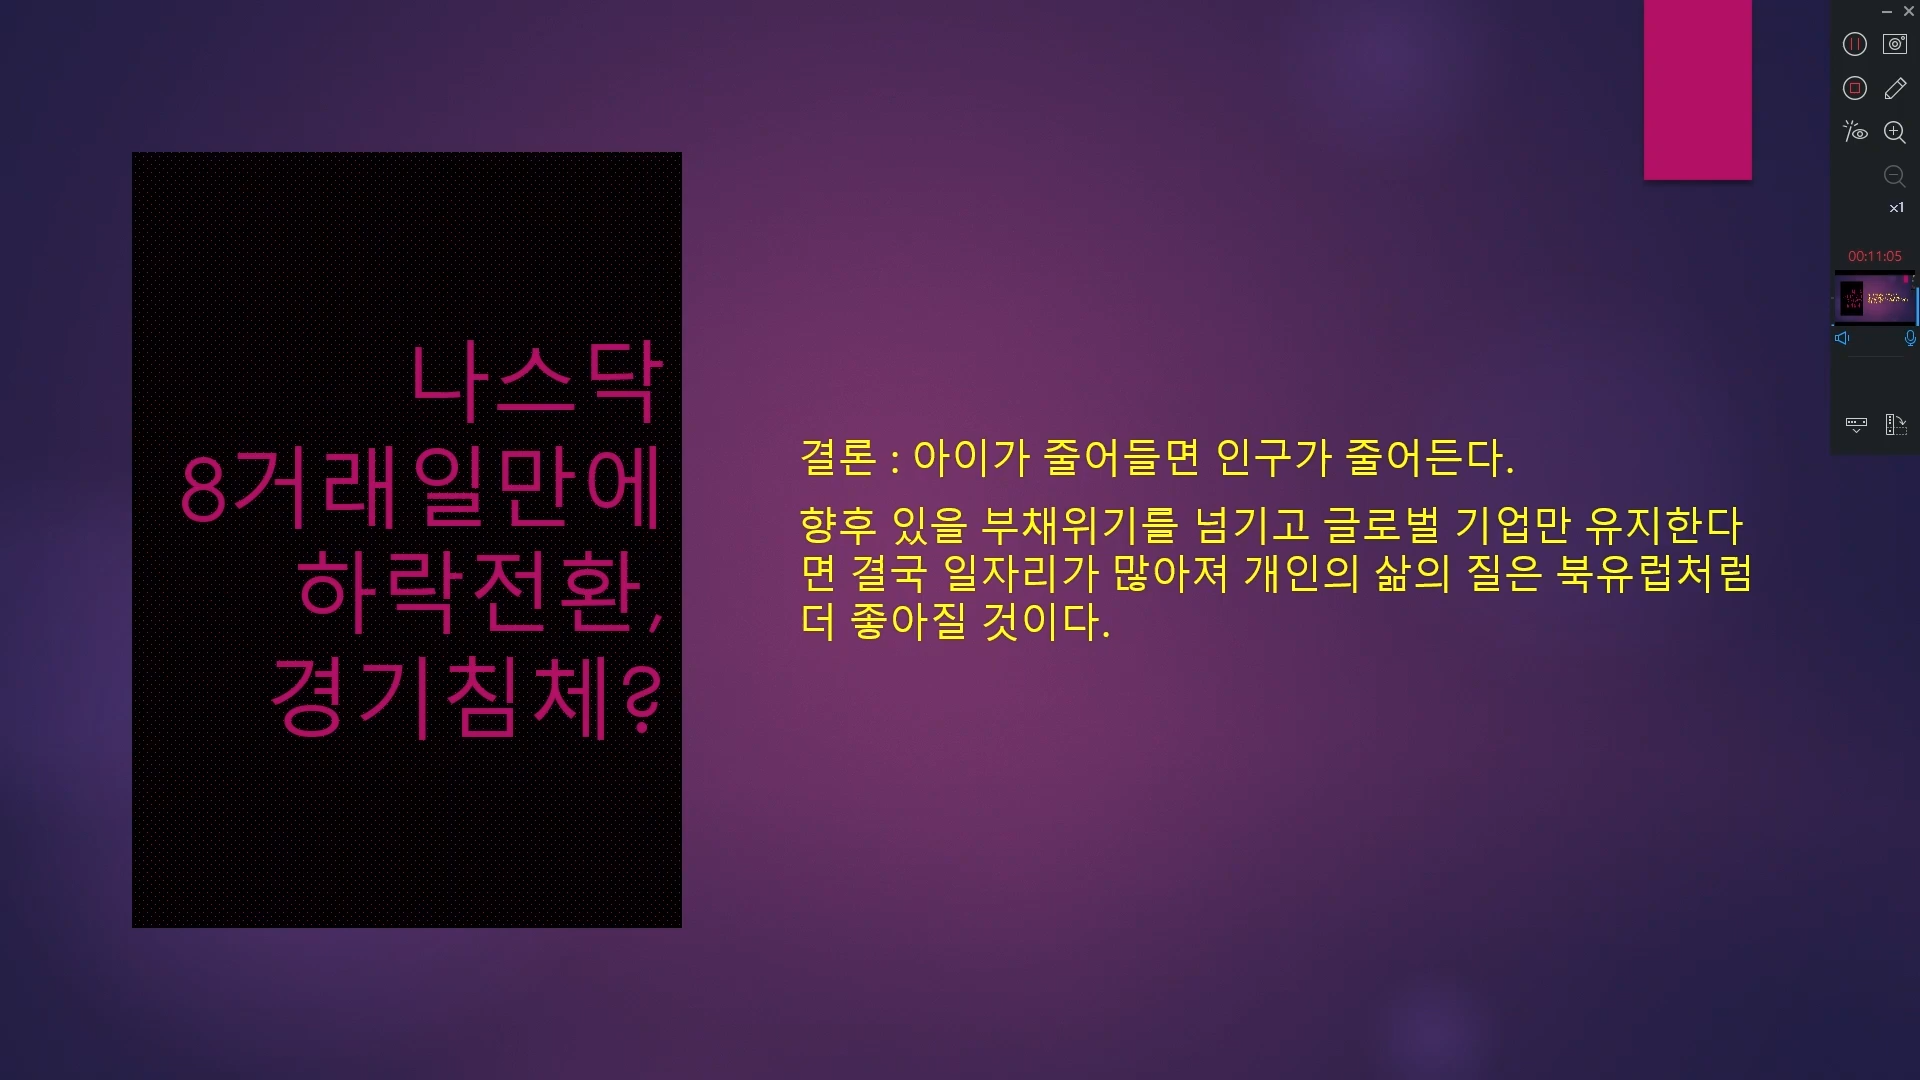 나스닥
8거래일만에
하락전환,
경기침체?
결론 : 아이가 줄어들면 인구가 줄어든다.
향후 있을 부채위기를 넘기고 글로벌 기업만 유지한다
면 결국 일자리가 많아져 개인의 삶의 질은 북유럽처럼
더 좋아질 것이다.
x1
00:11:05